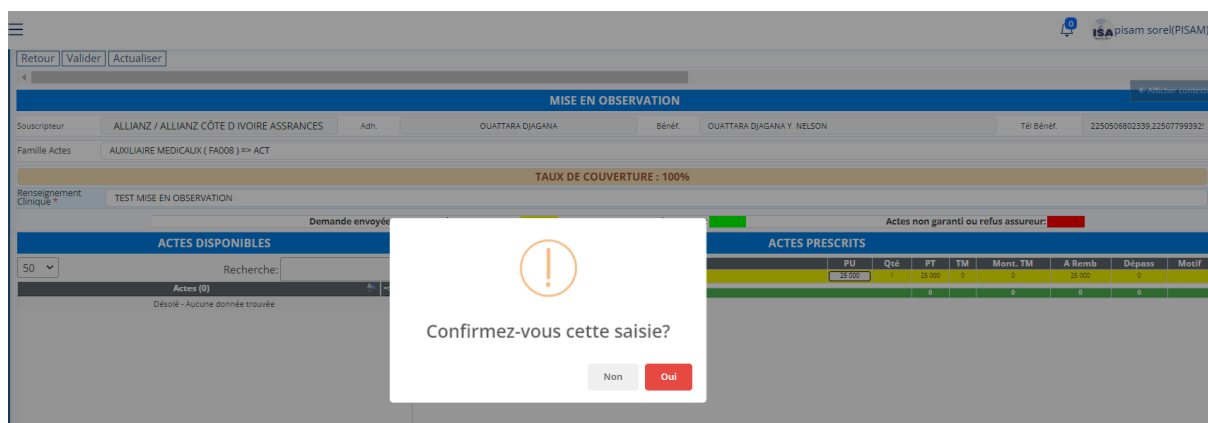 0
ISA pisam sorel(PISAM)
Retour Valider Actualiser
← Afficher contexte
MISE EN OBSERVATION
Souscripteur ALLIANZ / ALLIANZ CÔTE D IVOIRE ASSRANCES Adh. OUATTARA DJAGANA Bénéf. OUATTARA DJAGANA Y NELSON Tél Bénéf. 2250506802339,22507799392
Famille Actes AUXILIAIRE MEDICAUX ( FA008 ) => ACT
TAUX DE COUVERTURE : 100%
Renseignement
Clinique * TEST MISE EN OBSERVATION
Demande envoyée Actes non garanti ou refus assureur:
ACTES DISPONIBLES ACTES PRESCRITS
50 Recherche: PU Qté PT TM Mont. TM A Remb Dépass Motif
25 000 1 25 000 0 0 25 000 0
Actes (0) 0 0 0 0
Désolé - Aucune donnée trouvée
!
Confirmez-vous cette saisie?
Non Oui